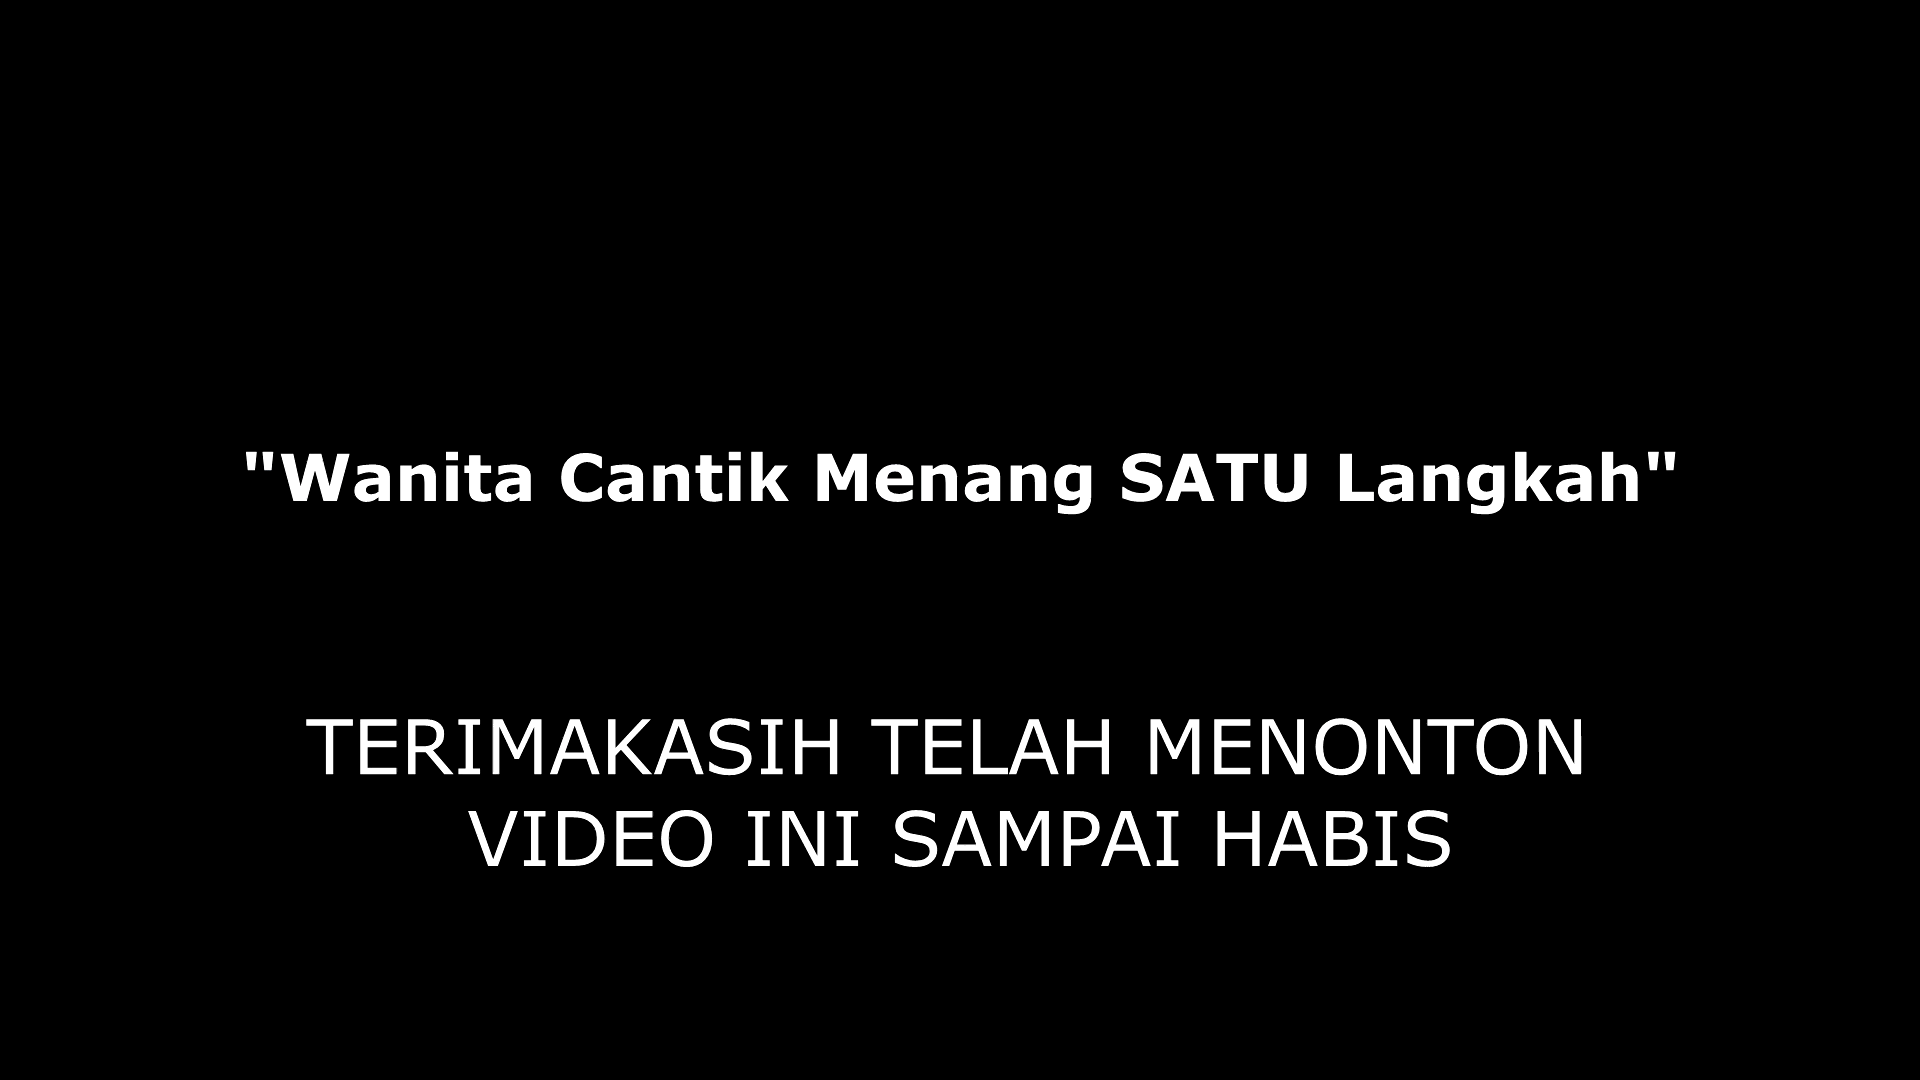 "Wanita Cantik Menang SATU Langkah"
TERIMAKASIH TELAH MENONTON
VIDEO INI SAMPAI HABIS